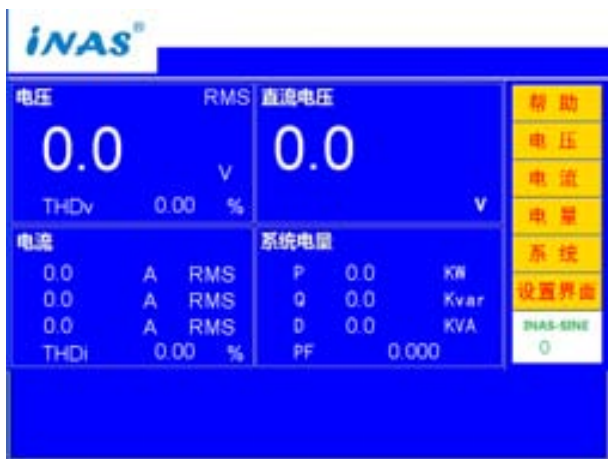 iNAS®
电压 RMS
0.0 V
THDv 0.00 %
直流电压
0.0
V
电流
0.0 A RMS
0.0 A RMS
0.0 A RMS
THDi 0.00 %
系统电量
P 0.0 KW
Q 0.0 Kvar
D 0.0 KVA
PF 0.000
帮助
电压
电流
电量
系统
设置界面
INAS-SINE
0